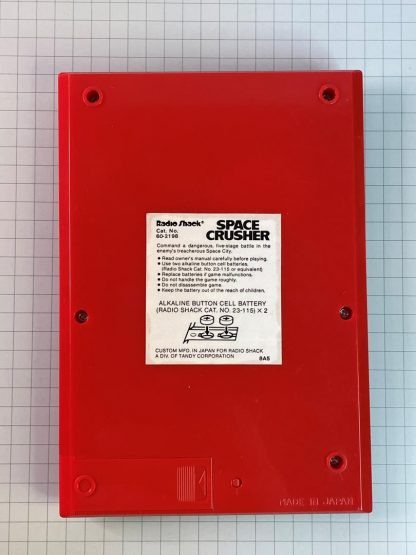 Radio Shack® SPACE
Cat. No. CRUSHER
60-2196
Command a dangerous, five-stage battle in the
enemy's treacherous Space City.
● Read owner's manual carefully before playing.
● Use two alkaline button cell batteries.
(Radio Shack Cat. No. 23-115 or equivalent)
● Replace batteries if game malfunctions.
● Do not handle the game roughly.
● Do not disassemble game.
● Keep the battery out of the reach of children.
ALKALINE BUTTON CELL BATTERY
(RADIO SHACK CAT. NO. 23-115) × 2
CUSTOM MFG. IN JAPAN FOR RADIO SHACK
A DIV. OF TANDY CORPORATION 8A5
MADE IN JAPAN